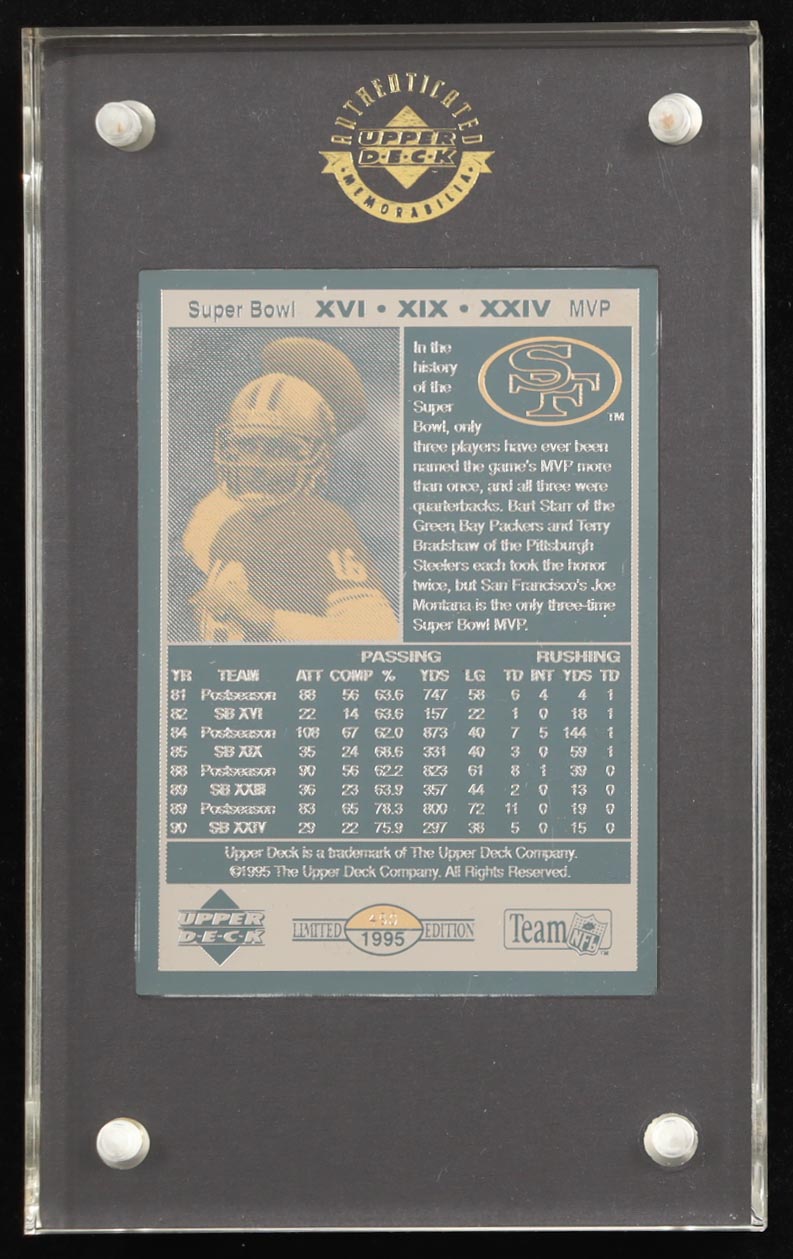 AUTHENTICATED
UPPER
D·E·C·K
MEMORABILIA
Super Bowl XVI • XIX • XXIV MVP
In the
history
of the
Super
Bowl, only
three players have ever been
named the game's MVP more
than once, and all three were
quarterbacks. Bart Starr of the
Green Bay Packers and Terry
Bradshaw of the Pittsburgh
Steelers each took the honor
twice, but San Francisco's Joe
Montana is the only three-time
Super Bowl MVP.
SF
TM
16
PASSING RUSHING
YR TEAM ATT COMP % YDS LG TD INT YDS TD
81 Postseason 88 56 63.6 747 58 6 4 4 1
82 SB XVI 22 14 63.6 157 22 1 0 18 1
84 Postseason 108 67 62.0 873 40 7 5 144 1
85 SB XIX 35 24 68.6 331 40 3 0 59 1
88 Postseason 90 56 62.2 823 61 8 1 39 0
89 SB XXIII 36 23 63.9 357 44 2 0 13 0
89 Postseason 83 65 78.3 800 72 11 0 19 0
90 SB XXIV 29 22 75.9 297 38 5 0 15 0
Upper Deck is a trademark of The Upper Deck Company.
©1995 The Upper Deck Company. All Rights Reserved.
UPPER
D·E·C·K
LIMITED 1995 EDITION
Team NFL